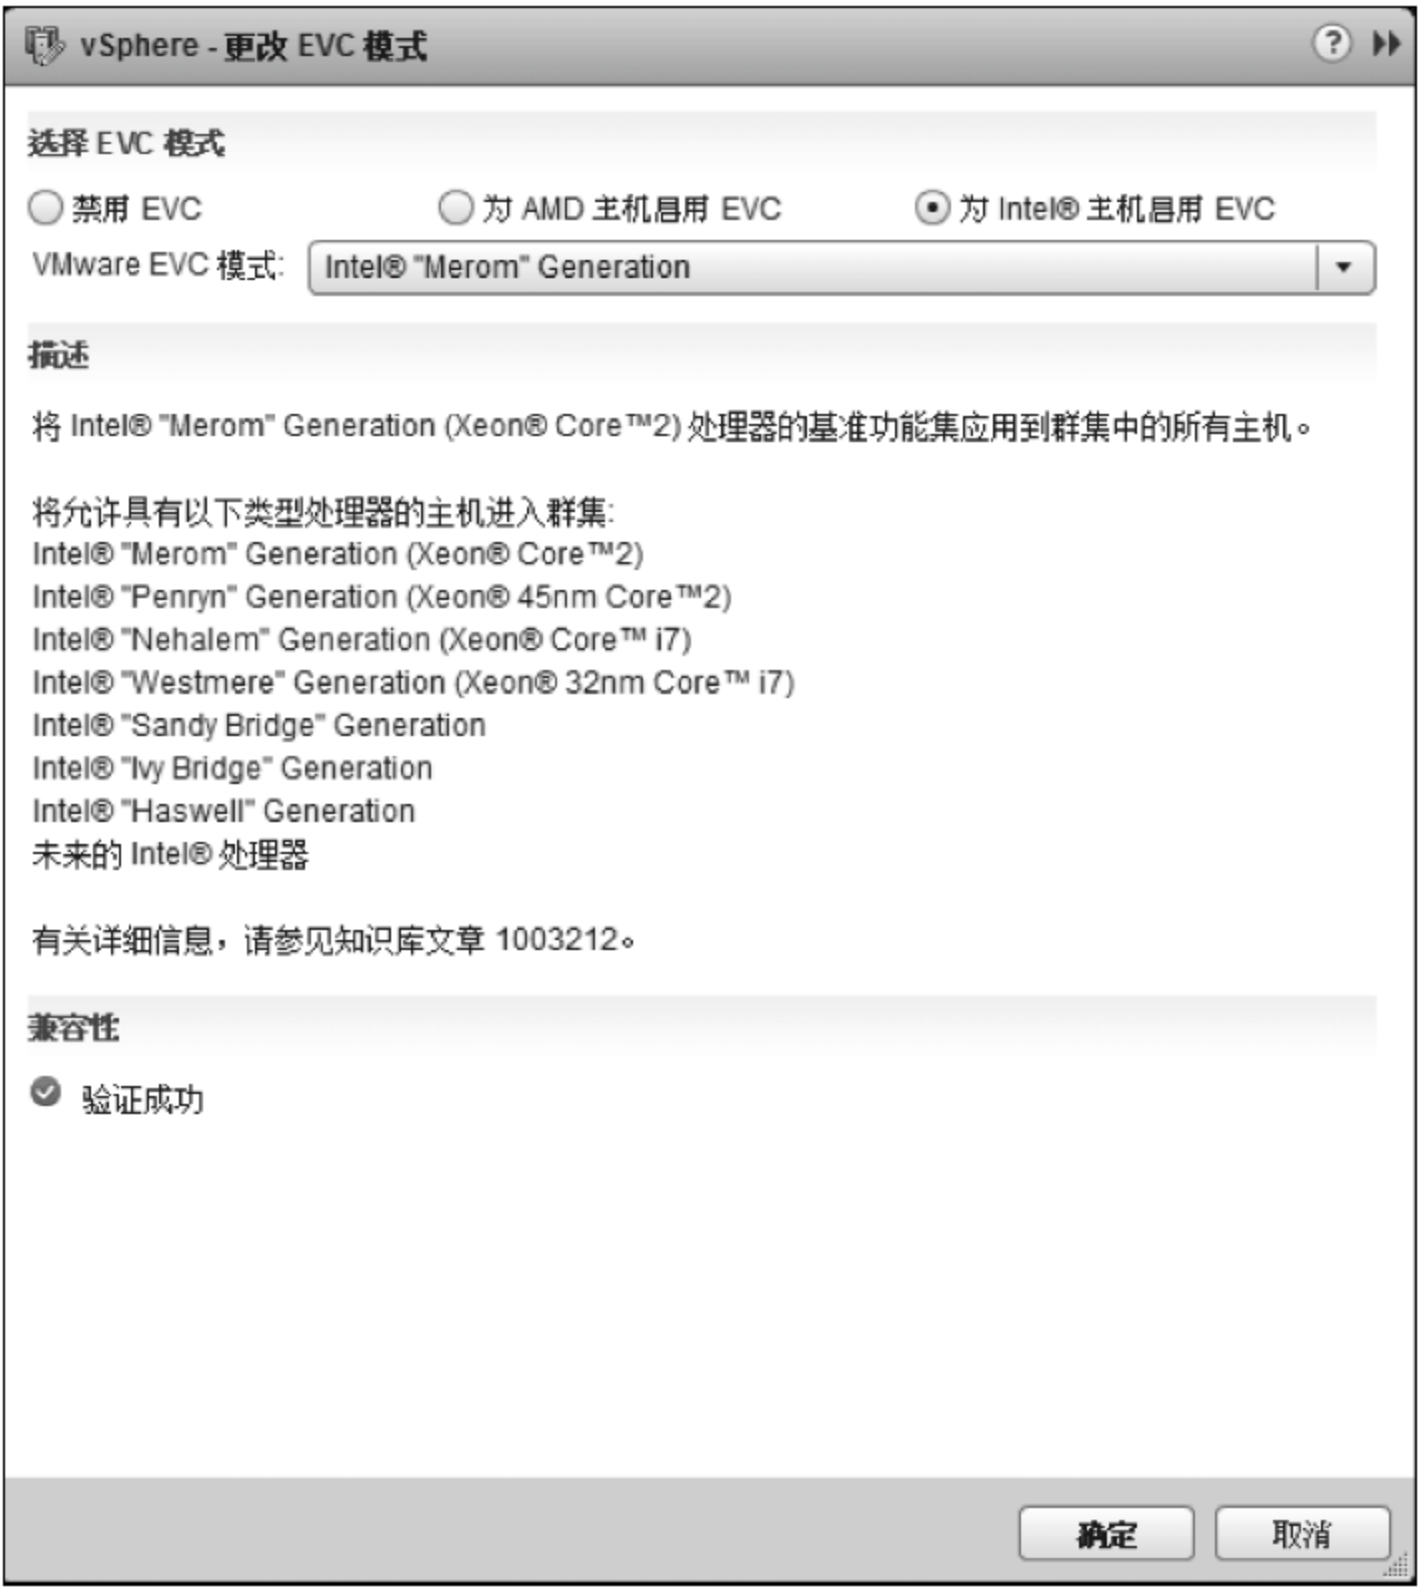 vSphere - 更改 EVC 模式
选择 EVC 模式
禁用 EVC 为 AMD 主机启用 EVC 为 Intel® 主机启用 EVC
VMware EVC 模式: Intel® "Merom" Generation
描述
将 Intel® "Merom" Generation (Xeon® Core™2) 处理器的基准功能集应用到群集中的所有主机。
将允许具有以下类型处理器的主机进入群集:
Intel® "Merom" Generation (Xeon® Core™2)
Intel® "Penryn" Generation (Xeon® 45nm Core™2)
Intel® "Nehalem" Generation (Xeon® Core™ i7)
Intel® "Westmere" Generation (Xeon® 32nm Core™ i7)
Intel® "Sandy Bridge" Generation
Intel® "Ivy Bridge" Generation
Intel® "Haswell" Generation
未来的 Intel® 处理器
有关详细信息，请参见知识库文章 1003212。
兼容性
验证成功
确定 取消